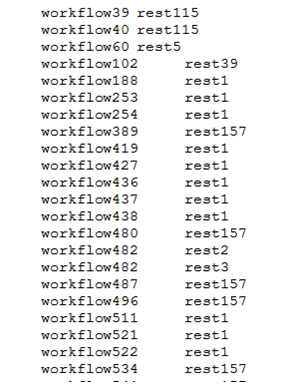 workflow39 rest115
workflow40 rest115
workflow60 rest5
workflow102 rest39
workflow188 rest1
workflow253 rest1
workflow254 rest1
workflow389 rest157
workflow419 rest1
workflow427 rest1
workflow436 rest1
workflow437 rest1
workflow438 rest1
workflow480 rest157
workflow482 rest2
workflow482 rest3
workflow487 rest157
workflow496 rest157
workflow511 rest1
workflow521 rest1
workflow522 rest1
workflow534 rest157